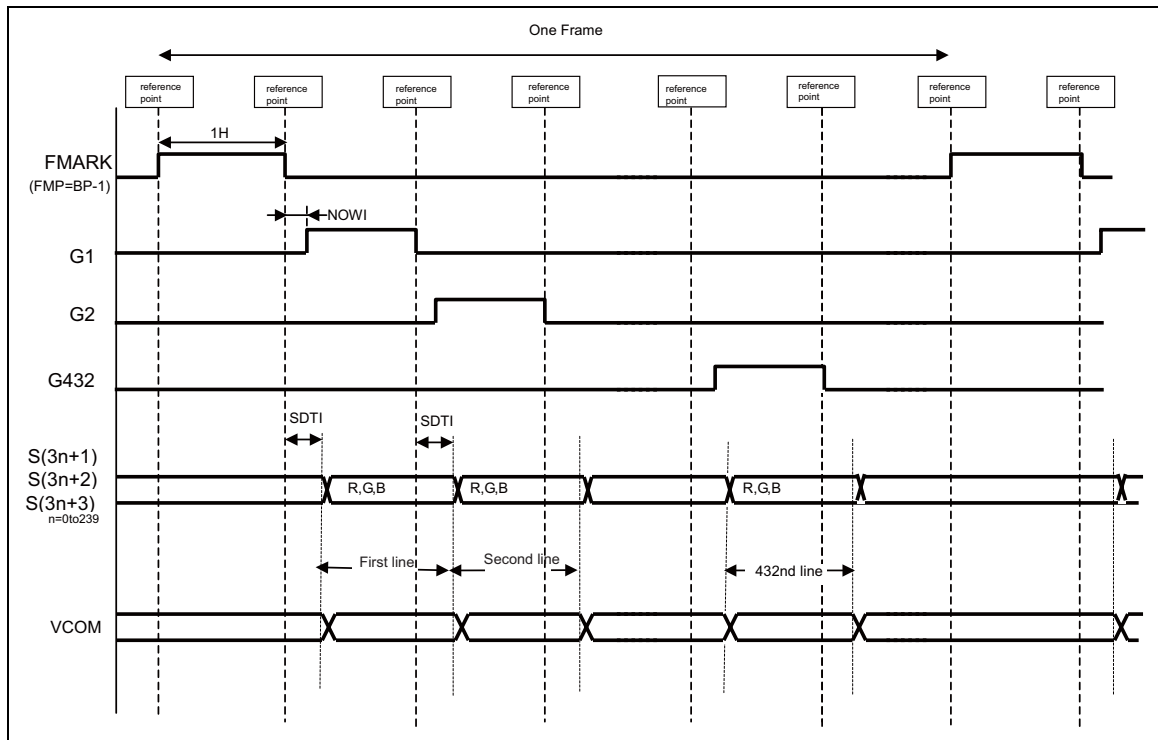 One Frame
reference
point
reference
point
reference
point
reference
point
reference
point
reference
point
reference
point
reference
point
1H
FMARK
(FMP=BP-1)
NOWI
G1
G2
G432
SDTI
SDTI
S(3n+1)
S(3n+2)
S(3n+3)
n=0to239
R,G,B
R,G,B
R,G,B
First line
Second line
432nd line
VCOM